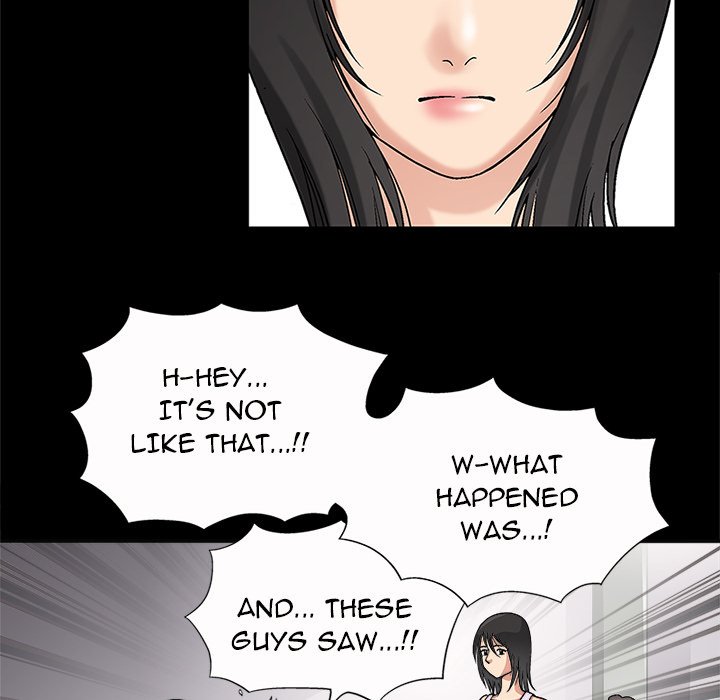 H-HEY...
IT'S NOT
LIKE THAT...!!
W-WHAT
HAPPENED
WAS...!
AND... THESE
GUYS SAW...!!